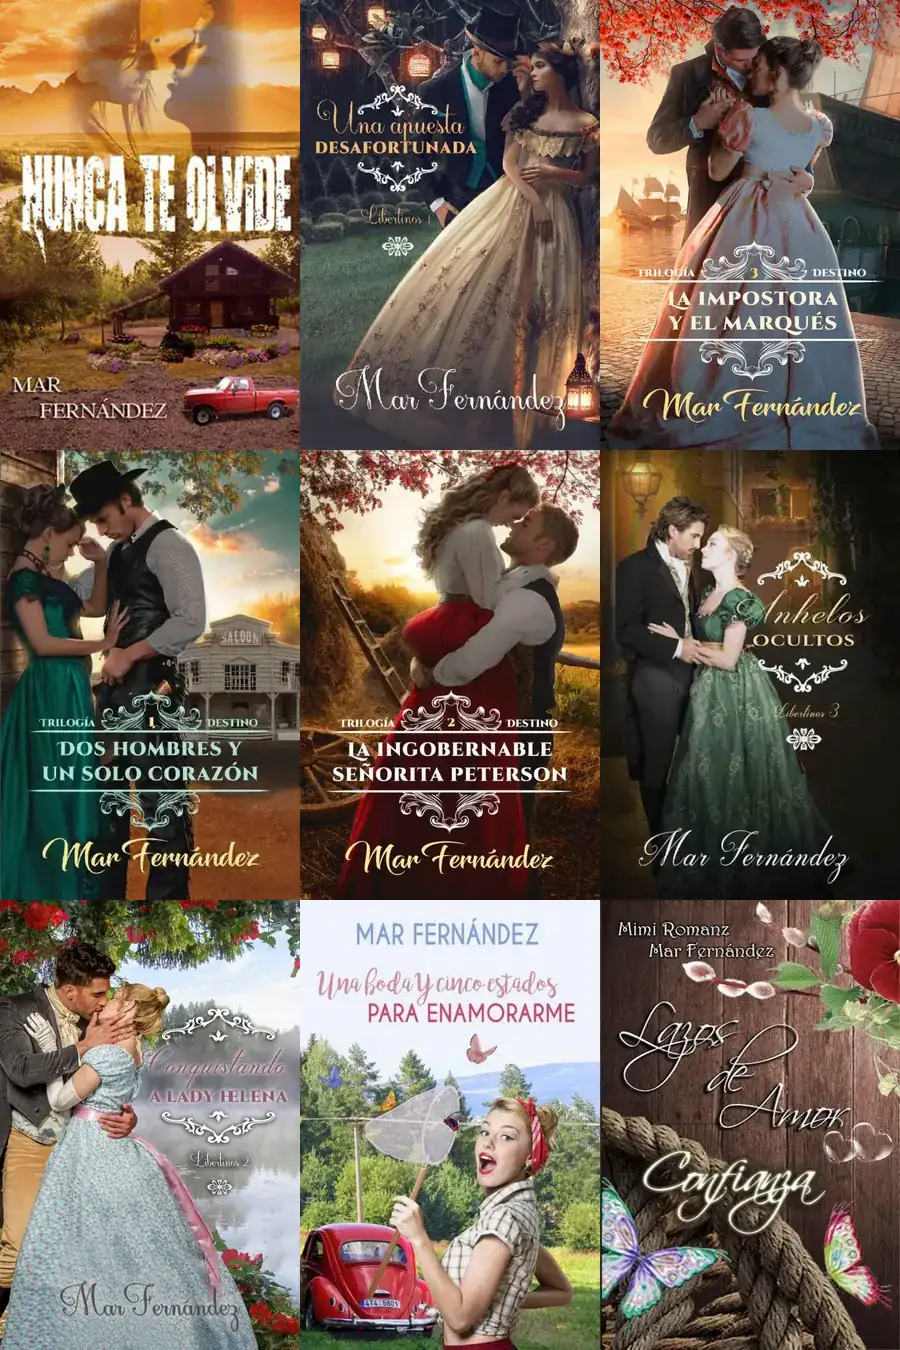 NUNCA TE OLVIDE
MAR
FERNÁNDEZ
Una apuesta
DESAFORTUNADA
Libertinos 1
Mar Fernández
TRILOGÍA 3 DESTINO
LA IMPOSTORA
Y EL MARQUÉS
Mar Fernández
SALOON
TRILOGÍA 1 DESTINO
DOS HOMBRES Y
UN SOLO CORAZÓN
Mar Fernández
TRILOGÍA 2 DESTINO
LA INGOBERNABLE
SEÑORITA PETERSON
Mar Fernández
Anhelos
OCULTOS
Libertinos 3
Mar Fernández
Conquistando
A LADY HELENA
Libertinos 2
Mar Fernández
MAR FERNÁNDEZ
Una boda Y cinco estados
PARA ENAMORARME
4T4 5801
Mimi Romanz
Mar Fernández
Lazos
de
Amor
Confianza